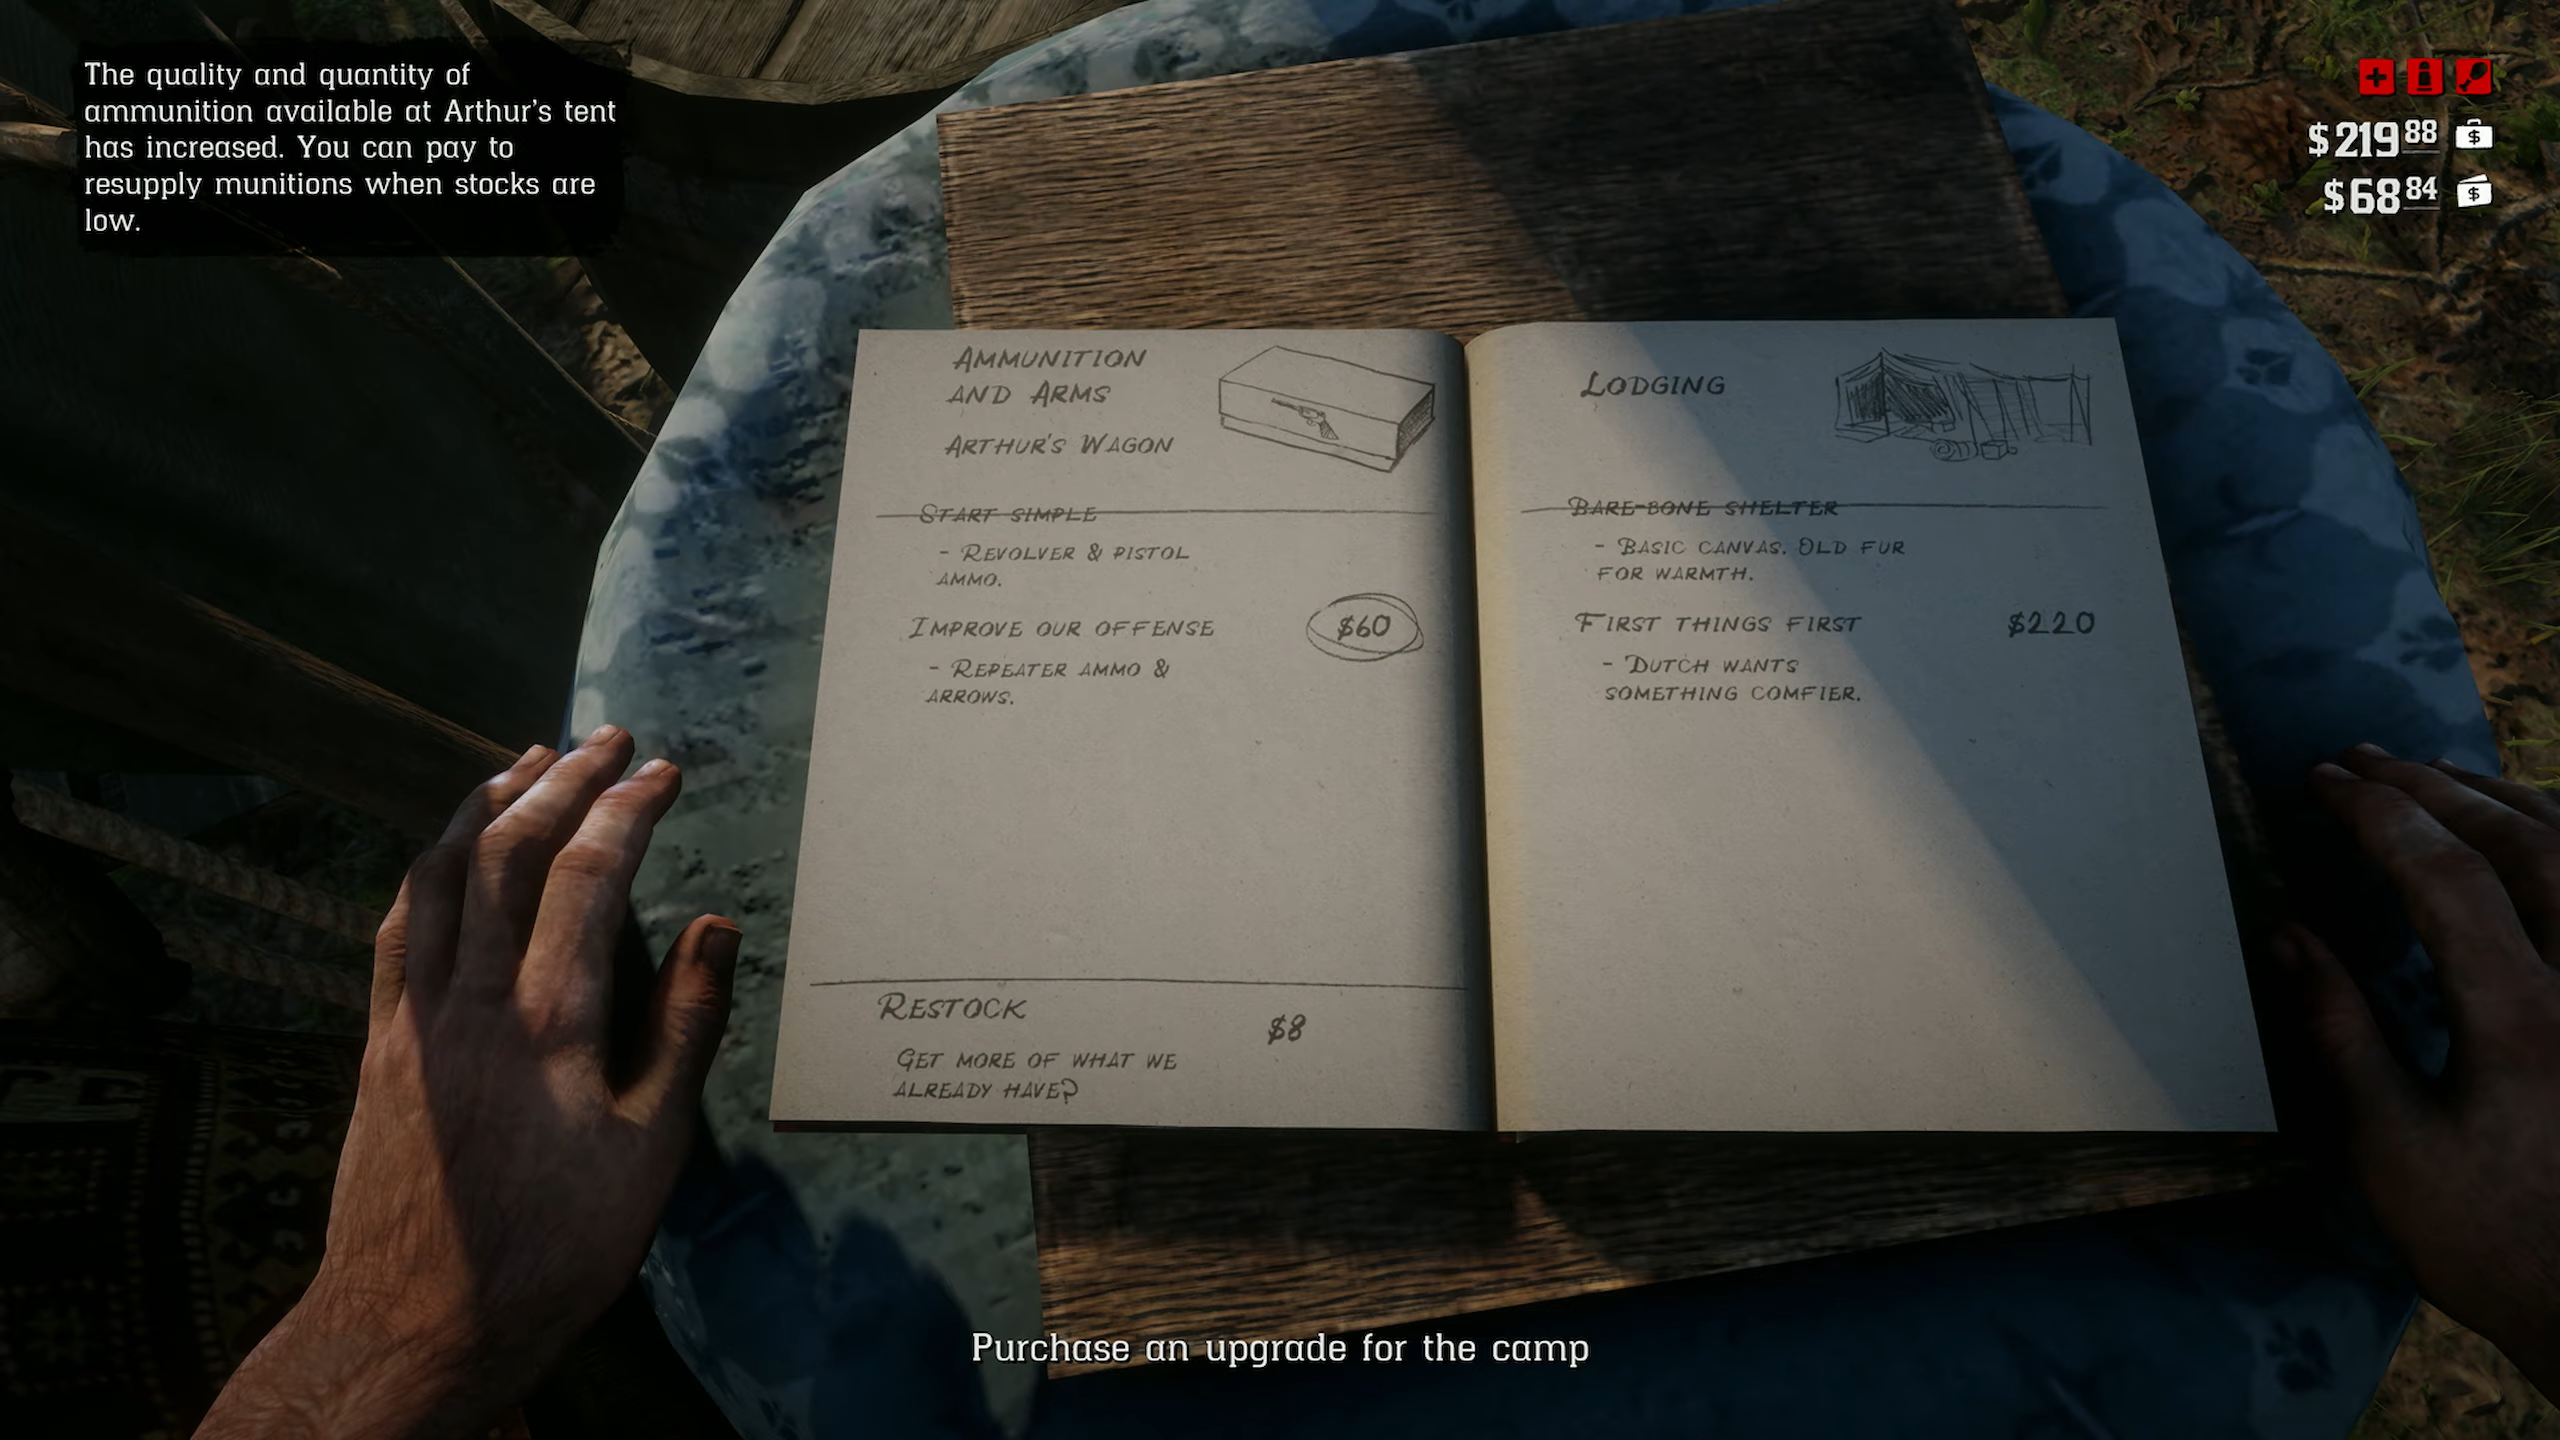 The quality and quantity of
ammunition available at Arthur's tent
has increased. You can pay to
resupply munitions when stocks are
low.
$219 88
$68 84
AMMUNITION
AND ARMS
ARTHUR'S WAGON
START SIMPLE
- REVOLVER & PISTOL
AMMO.
IMPROVE OUR OFFENSE
$60
- REPEATER AMMO &
ARROWS.
RESTOCK
$8
GET MORE OF WHAT WE
ALREADY HAVE?
LODGING
BARE-BONE SHELTER
- BASIC CANVAS. OLD FUR
FOR WARMTH.
FIRST THINGS FIRST
$220
- DUTCH WANTS
SOMETHING COMFIER.
Purchase an upgrade for the camp